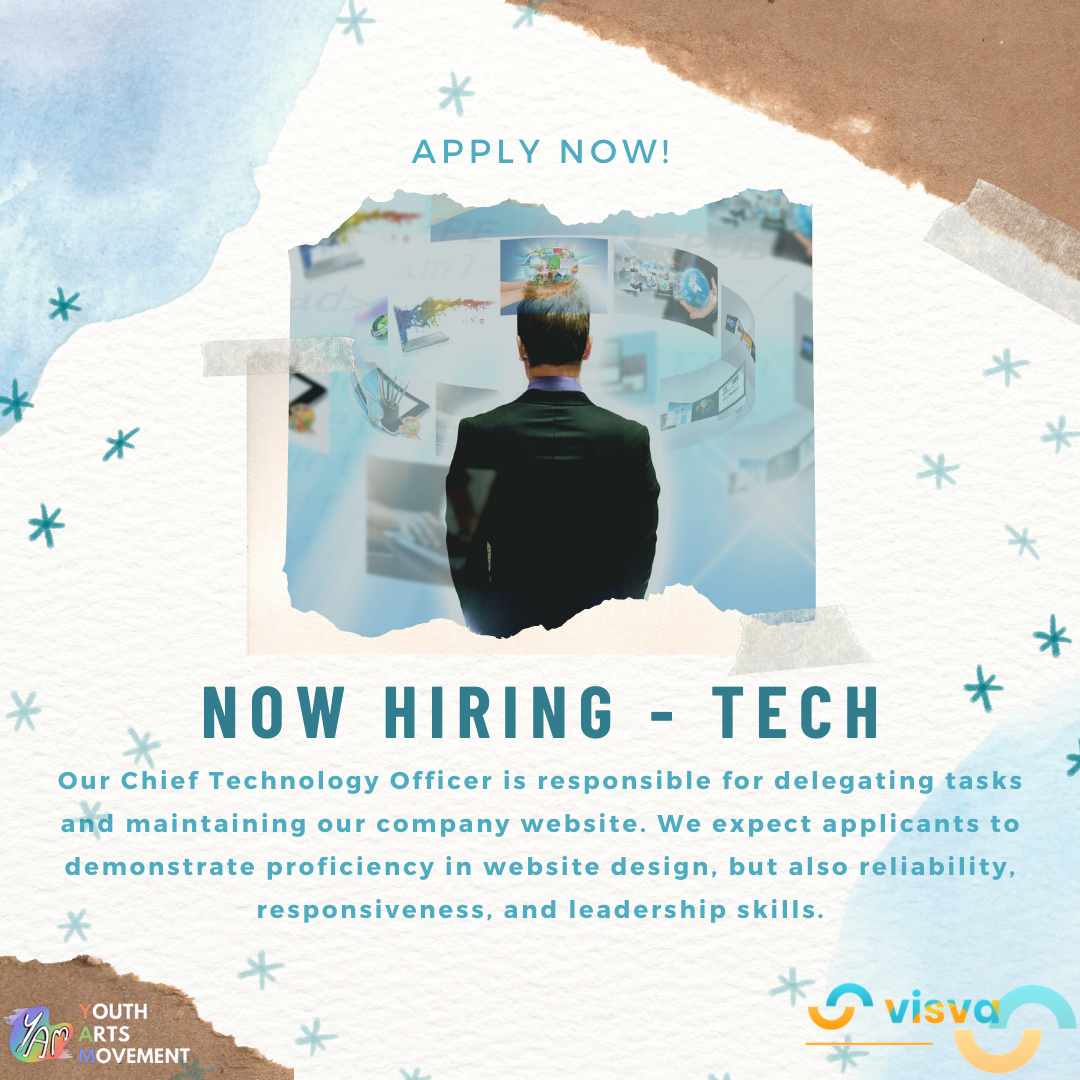 APPLY NOW!
NOW HIRING - TECH
Our Chief Technology Officer is responsible for delegating tasks
and maintaining our company website. We expect applicants to
demonstrate proficiency in website design, but also reliability,
responsiveness, and leadership skills.
YAM
YOUTH
ARTS
MOVEMENT
visva